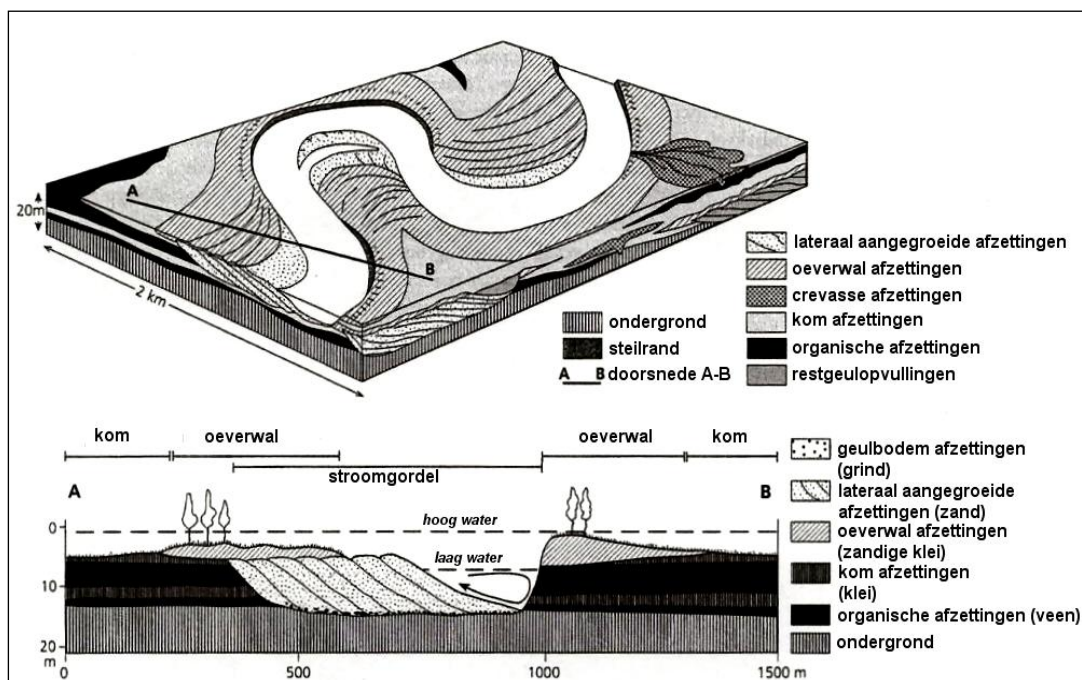 A
B
20m
2 km
lateraal aangegroeide afzettingen
oeverwal afzettingen
crevasse afzettingen
kom afzettingen
organische afzettingen
restgeulopvullingen
ondergrond
steilrand
A B doorsnede A-B
kom oeverwal oeverwal kom
stroomgordel
A B
hoog water
laag water
0
10
20
m
0 500 1000 1500 m
geulbodem afzettingen
(grind)
lateraal aangegroeide
afzettingen (zand)
oeverwal afzettingen
(zandige klei)
kom afzettingen
(klei)
organische afzettingen (veen)
ondergrond